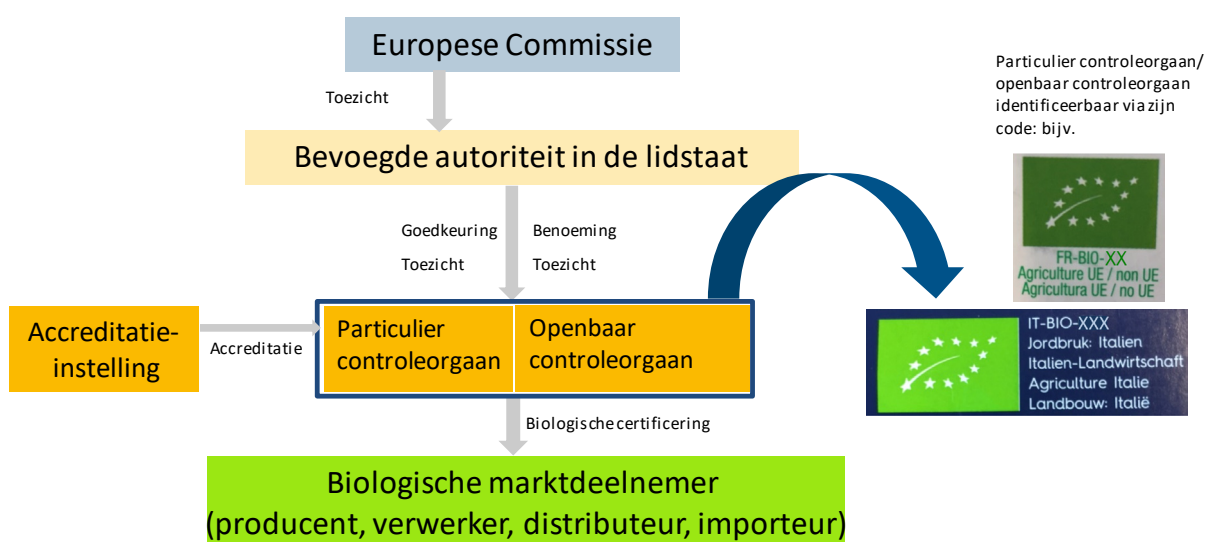 Europese Commissie
Toezicht
Bevoegde autoriteit in de lidstaat
Goedkeuring
Toezicht
Benoeming
Toezicht
Accreditatie-
instelling
Accreditatie
Particulier
controleorgaan
Openbaar
controleorgaan
Biologische certificering
Biologische marktdeelnemer
(producent, verwerker, distributeur, importeur)
Particulier controleorgaan/
openbaar controleorgaan
identificeerbaar via zijn
code: bijv.
FR-BIO-XX
Agriculture UE / non UE
Agricultura UE / no UE
IT-BIO-XXX
Jordbruk: Italien
Italien-Landwirtschaft
Agriculture Italie
Landbouw: Italië